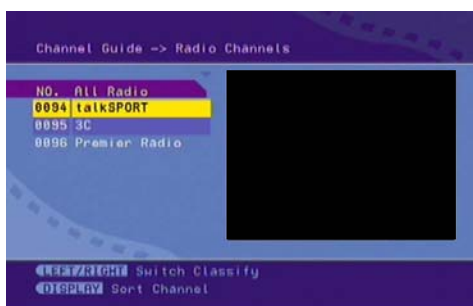 Channel Guide -> Radio Channels
NO. All Radio
0094 talkSPORT
0095 3C
0096 Premier Radio
LEFT/RIGHT Switch Classify
DISPLAY Sort Channel